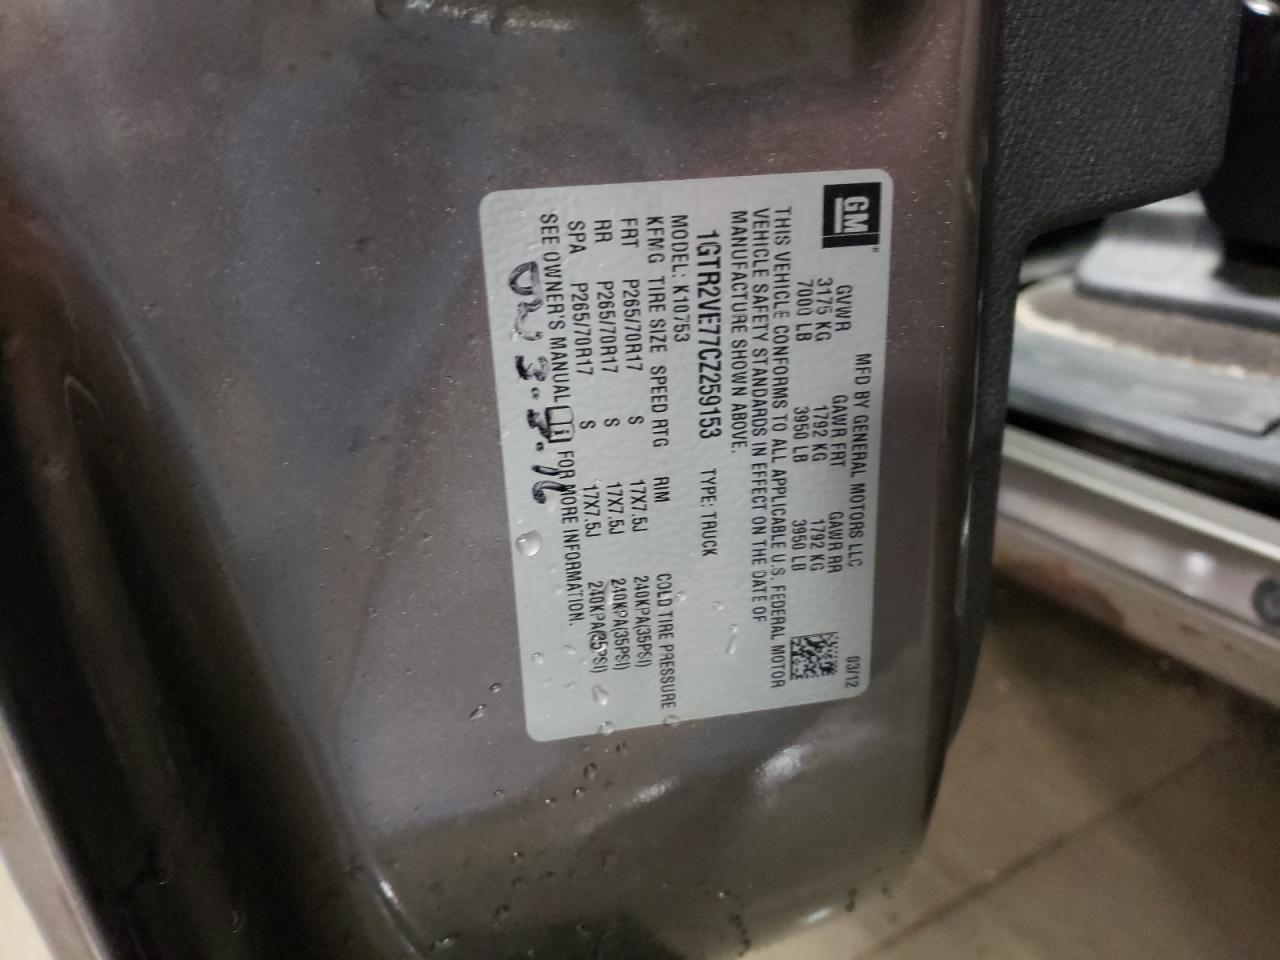 GM
MFD BY GENERAL MOTORS LLC 03/12
GVWR GAWR FRT GAWR RR
3175 KG 1792 KG 1792 KG
7000 LB 3950 LB 3950 LB
THIS VEHICLE CONFORMS TO ALL APPLICABLE U.S. FEDERAL MOTOR
VEHICLE SAFETY STANDARDS IN EFFECT ON THE DATE OF
MANUFACTURE SHOWN ABOVE.
1GTR2VE77CZ259153 TYPE: TRUCK
MODEL: K10753
KFMG TIRE SIZE SPEED RTG RIM COLD TIRE PRESSURE
FRT P265/70R17 S 17X7.5J 240KPA(35PSI)
RR P265/70R17 S 17X7.5J 240KPA(35PSI)
SPA P265/70R17 S 17X7.5J 240KPA(35PSI)
SEE OWNER'S MANUAL i FOR MORE INFORMATION.